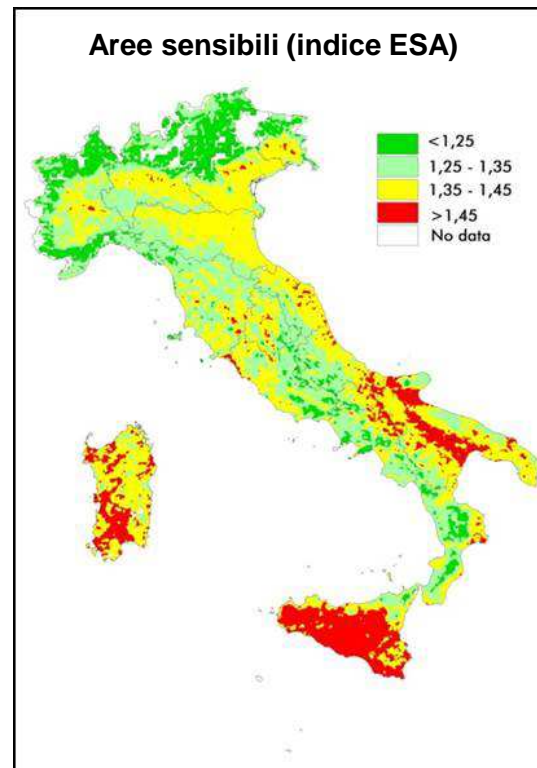 Aree sensibili (indice ESA)
<1,25
1,25 - 1,35
1,35 - 1,45
>1,45
No data